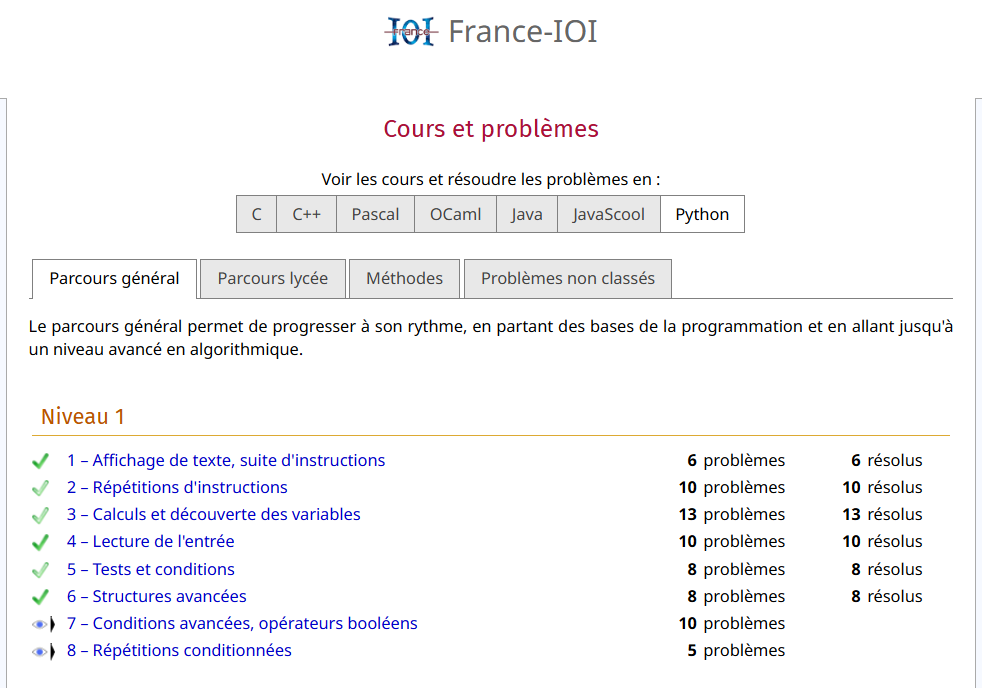 France IOI France-IOI
Cours et problèmes
Voir les cours et résoudre les problèmes en :
C C++ Pascal OCaml Java JavaScool Python
Parcours général Parcours lycée Méthodes Problèmes non classés
Le parcours général permet de progresser à son rythme, en partant des bases de la programmation et en allant jusqu'à
un niveau avancé en algorithmique.
Niveau 1
1 – Affichage de texte, suite d'instructions 6 problèmes 6 résolus
2 – Répétitions d'instructions 10 problèmes 10 résolus
3 – Calculs et découverte des variables 13 problèmes 13 résolus
4 – Lecture de l'entrée 10 problèmes 10 résolus
5 – Tests et conditions 8 problèmes 8 résolus
6 – Structures avancées 8 problèmes 8 résolus
7 – Conditions avancées, opérateurs booléens 10 problèmes
8 – Répétitions conditionnées 5 problèmes